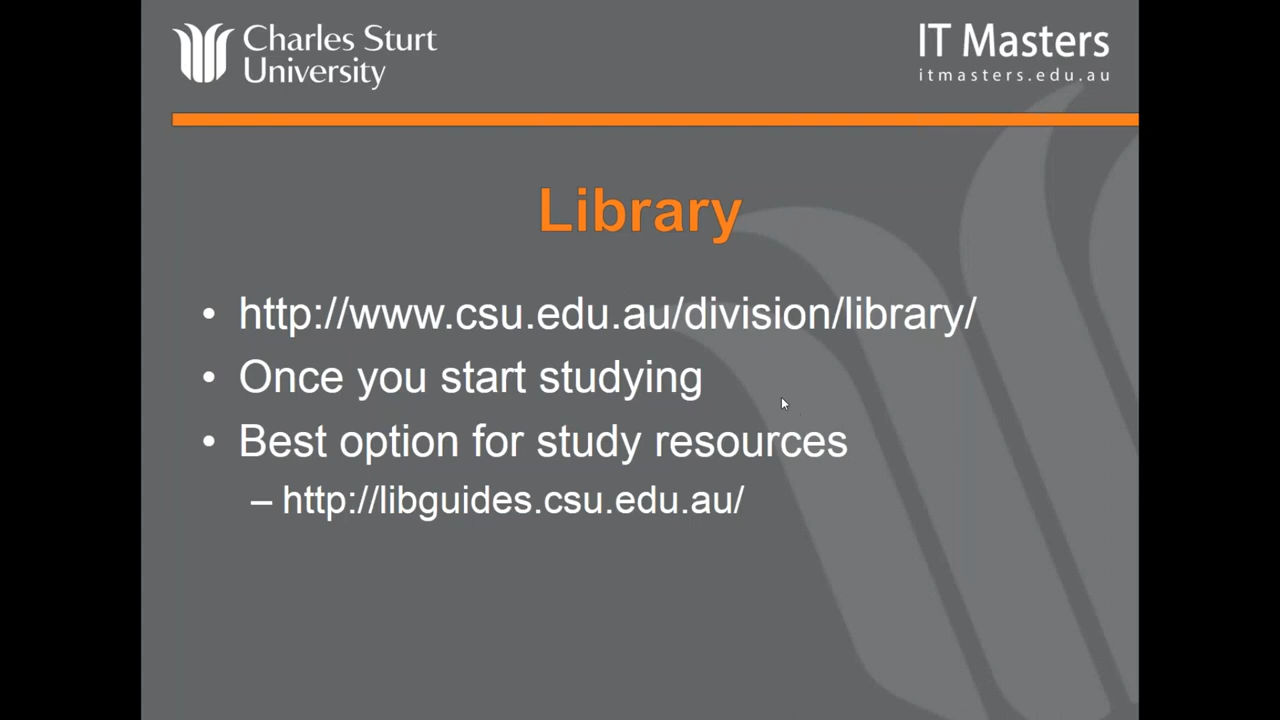 Charles Sturt
University
IT Masters
itmasters.edu.au
Library
• http://www.csu.edu.au/division/library/
• Once you start studying
• Best option for study resources
– http://libguides.csu.edu.au/